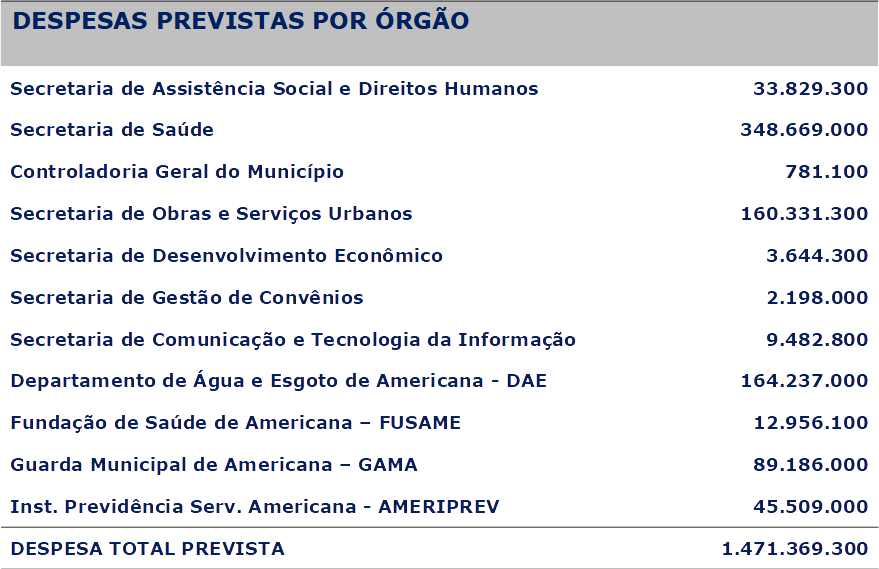 DESPESAS PREVISTAS POR ÓRGÃO
Secretaria de Assistência Social e Direitos Humanos 33.829.300
Secretaria de Saúde 348.669.000
Controladoria Geral do Município 781.100
Secretaria de Obras e Serviços Urbanos 160.331.300
Secretaria de Desenvolvimento Econômico 3.644.300
Secretaria de Gestão de Convênios 2.198.000
Secretaria de Comunicação e Tecnologia da Informação 9.482.800
Departamento de Água e Esgoto de Americana - DAE 164.237.000
Fundação de Saúde de Americana – FUSAME 12.956.100
Guarda Municipal de Americana – GAMA 89.186.000
Inst. Previdência Serv. Americana - AMERIPREV 45.509.000
DESPESA TOTAL PREVISTA 1.471.369.300